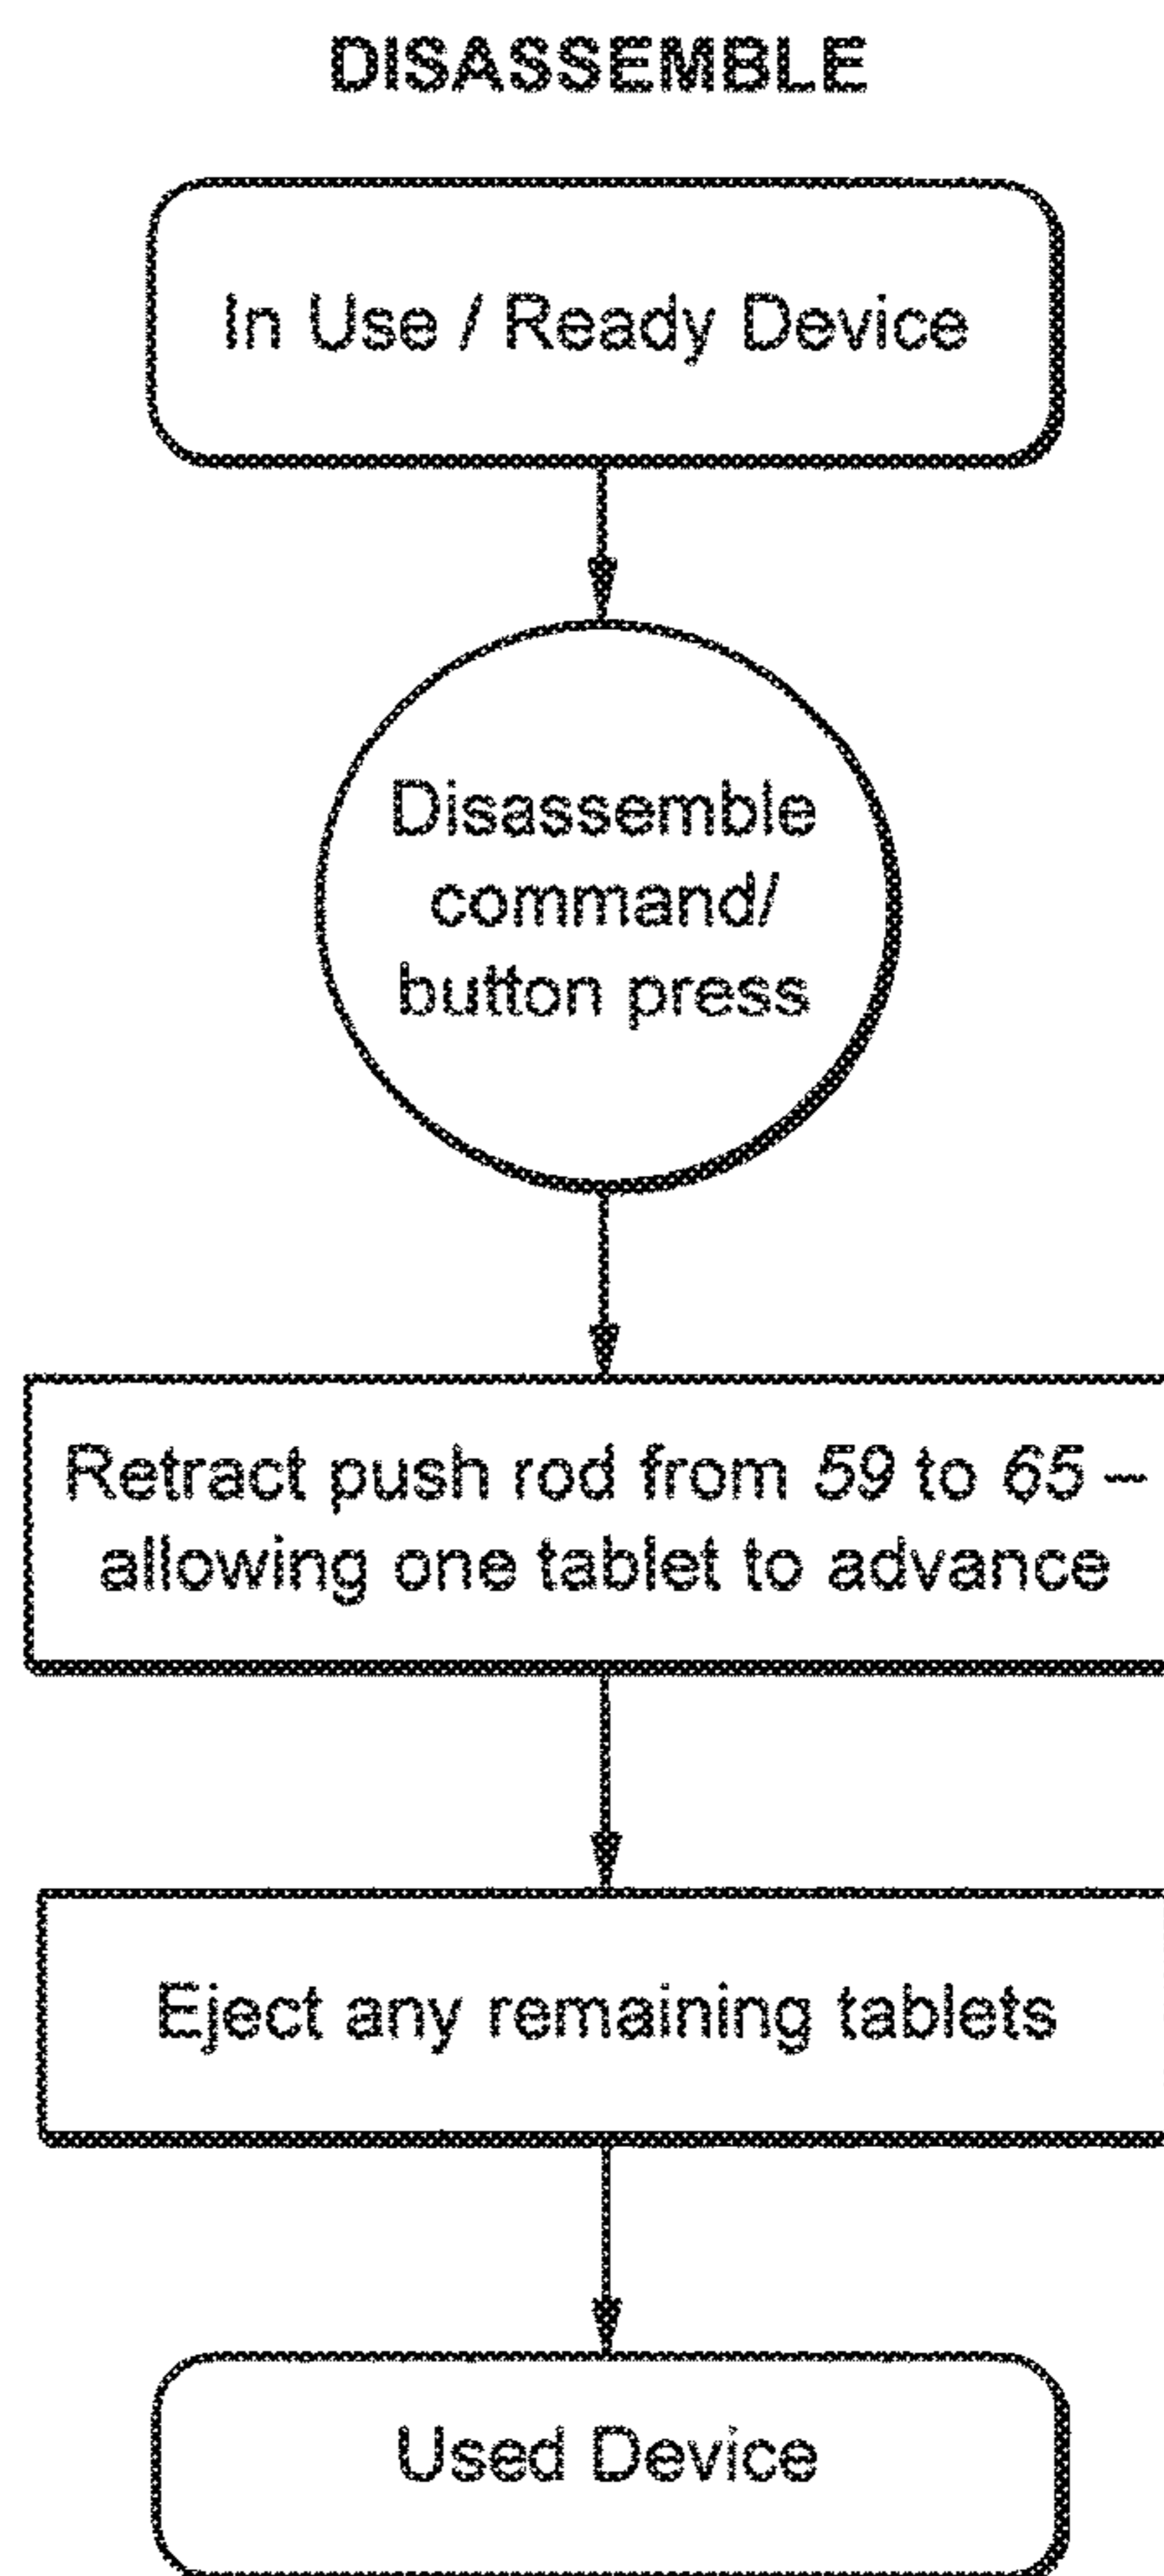 DISASSEMBLE
In Use / Ready Device
Disassemble
command/
button press
Retract push rod from 59 to 65 –
allowing one tablet to advance
Eject any remaining tablets
Used Device